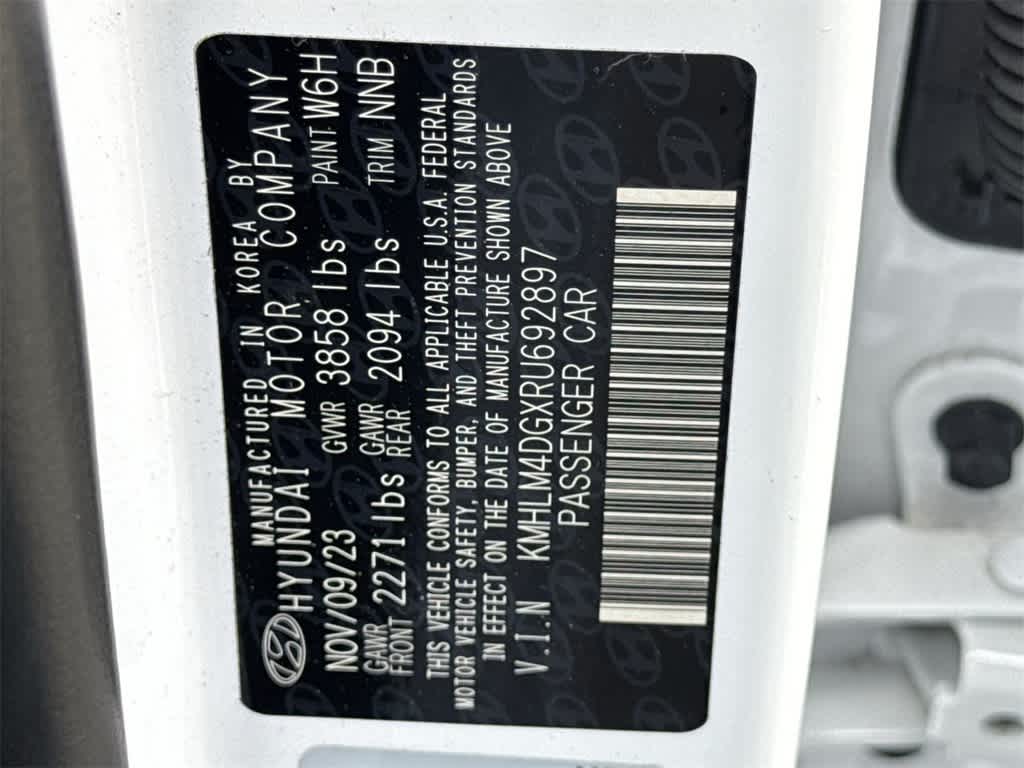 MANUFACTURED IN KOREA BY
HYUNDAI MOTOR COMPANY
NOV/09/23 GVWR 3858 lbs PAINT W6H
GAWR FRONT 2271 lbs GAWR REAR 2094 lbs TRIM NNB
THIS VEHICLE CONFORMS TO ALL APPLICABLE U.S.A. FEDERAL
MOTOR VEHICLE SAFETY, BUMPER, AND THEFT PREVENTION STANDARDS
IN EFFECT ON THE DATE OF MANUFACTURE SHOWN ABOVE
V.I.N KMHLM4DGXRU692897
PASSENGER CAR